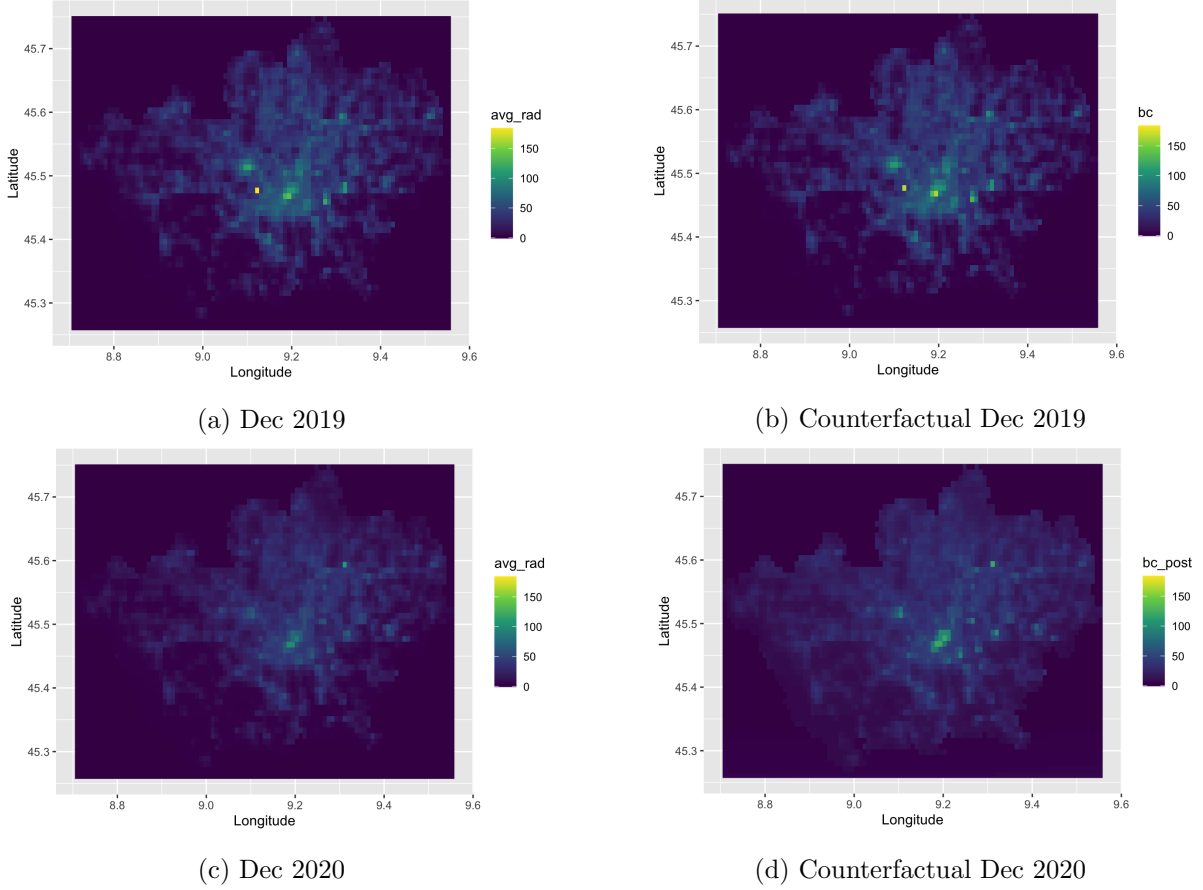 45.7
45.6
45.5
45.4
45.3
Latitude
8.8 9.0 9.2 9.4 9.6
Longitude
avg_rad
150
100
50
0
(a) Dec 2019
45.7
45.6
45.5
45.4
45.3
Latitude
8.8 9.0 9.2 9.4 9.6
Longitude
bc
150
100
50
0
(b) Counterfactual Dec 2019
45.7
45.6
45.5
45.4
45.3
Latitude
8.8 9.0 9.2 9.4 9.6
Longitude
avg_rad
150
100
50
0
(c) Dec 2020
45.7
45.6
45.5
45.4
45.3
Latitude
8.8 9.0 9.2 9.4 9.6
Longitude
bc_post
150
100
50
0
(d) Counterfactual Dec 2020